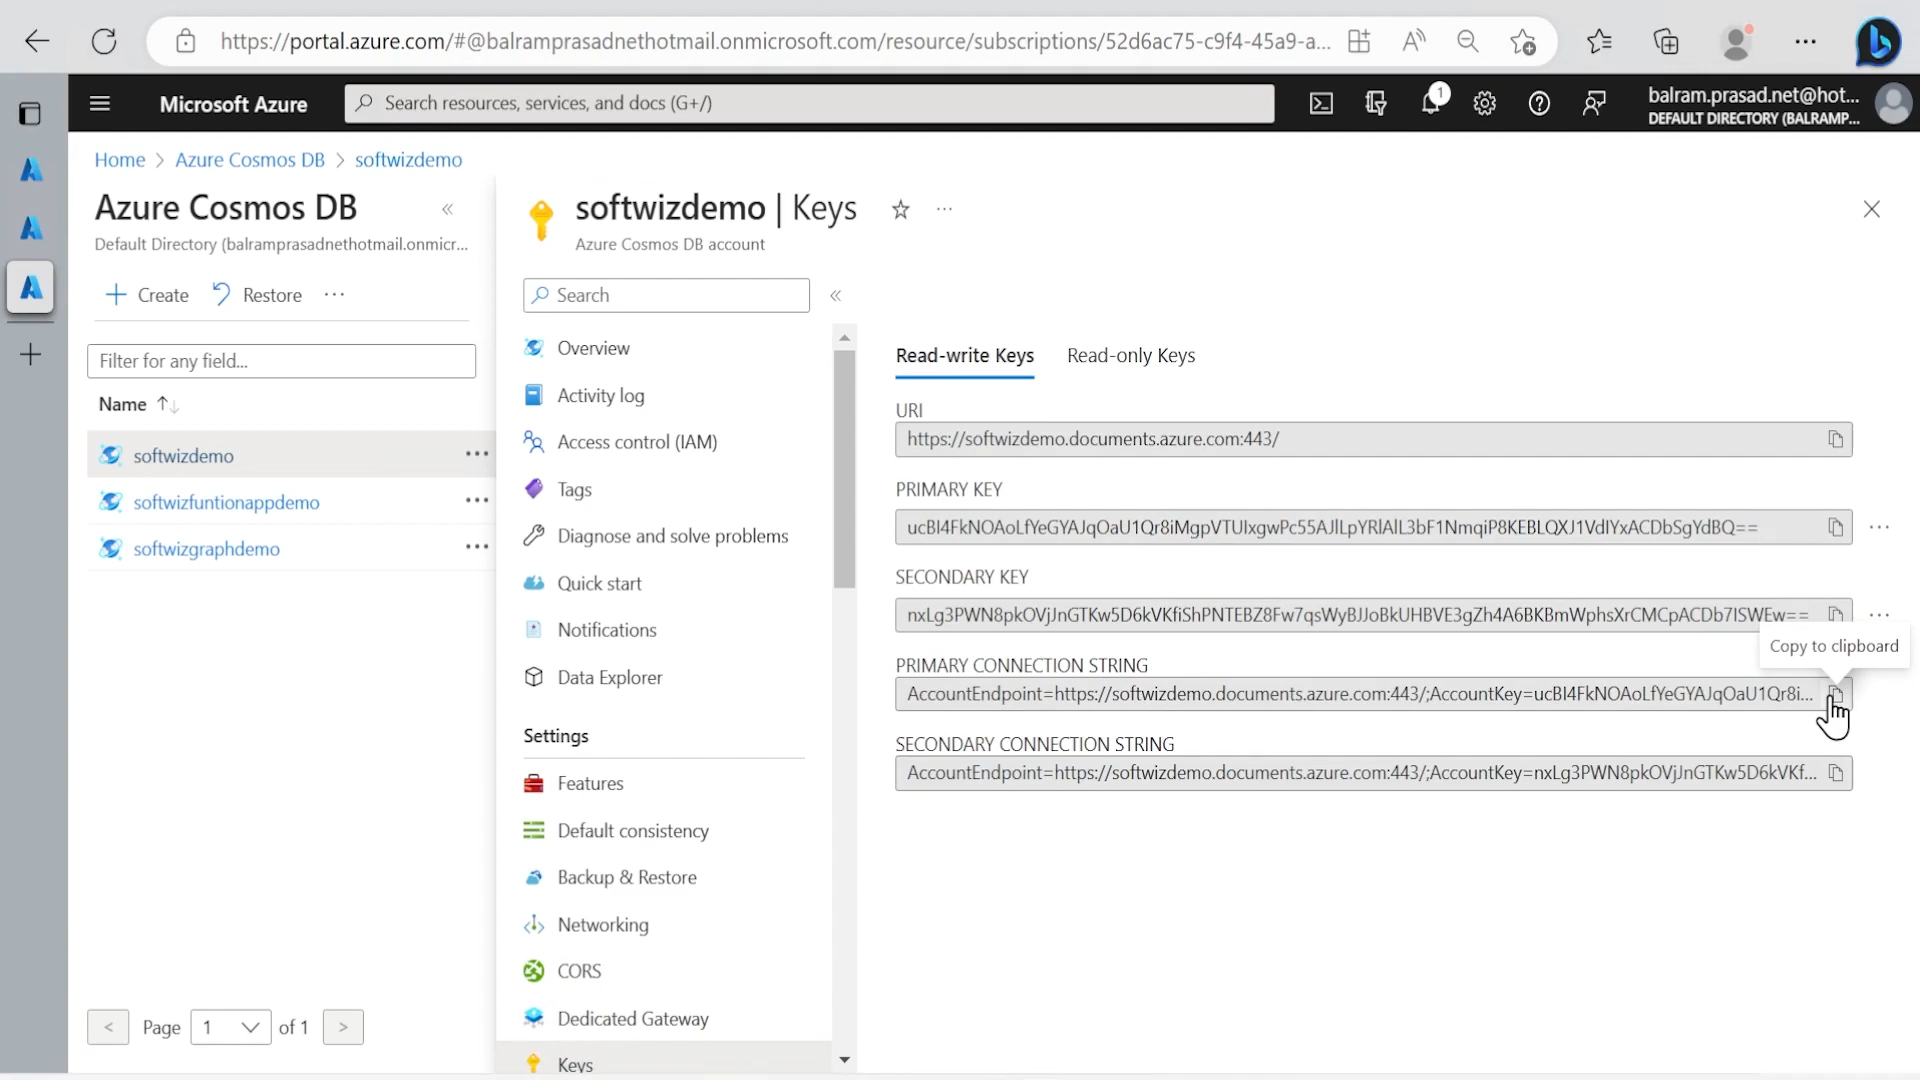 https://portal.azure.com/#@balramprasadnethotmail.onmicrosoft.com/resource/subscriptions/52d6ac75-c9f4-45a9-a...
Microsoft Azure
Search resources, services, and docs (G+/)
1
balram.prasad.net@hot...
DEFAULT DIRECTORY (BALRAMP...
Home > Azure Cosmos DB > softwizdemo
Azure Cosmos DB
Default Directory (balramprasadnethotmail.onmicr...
Create
Restore
Filter for any field...
Name
softwizdemo
softwizfuntionappdemo
softwizgraphdemo
Page 1 of 1
softwizdemo | Keys
Azure Cosmos DB account
Search
Overview
Activity log
Access control (IAM)
Tags
Diagnose and solve problems
Quick start
Notifications
Data Explorer
Settings
Features
Default consistency
Backup & Restore
Networking
CORS
Dedicated Gateway
Keys
Read-write Keys
Read-only Keys
URI
https://softwizdemo.documents.azure.com:443/
PRIMARY KEY
SECONDARY KEY
Copy to clipboard
PRIMARY CONNECTION STRING
AccountEndpoint=https://softwizdemo.documents.azure.com:443/;AccountKey=
SECONDARY CONNECTION STRING
AccountEndpoint=https://softwizdemo.documents.azure.com:443/;AccountKey=